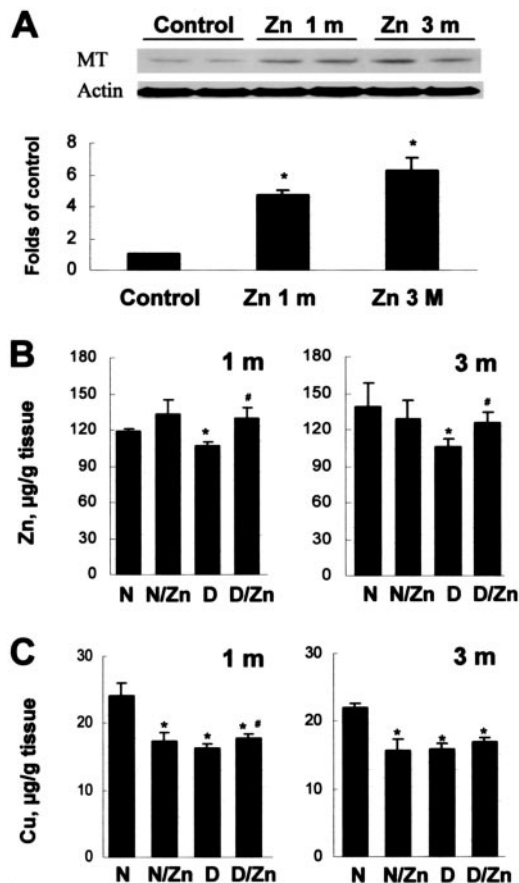 A
Control Zn 1 m Zn 3 m
MT
Actin
Folds of control
8
6
4
2
0
* *
Control Zn 1 m Zn 3 M
B
Zn, µg/g tissue
1 m
180
150
120
90
60
30
0
* #
N N/Zn D D/Zn
3 m
180
150
120
90
60
30
0
* #
N N/Zn D D/Zn
C
Cu, µg/g tissue
1 m
30
20
10
0
* * * #
N N/Zn D D/Zn
3 m
30
20
10
0
* * *
N N/Zn D D/Zn